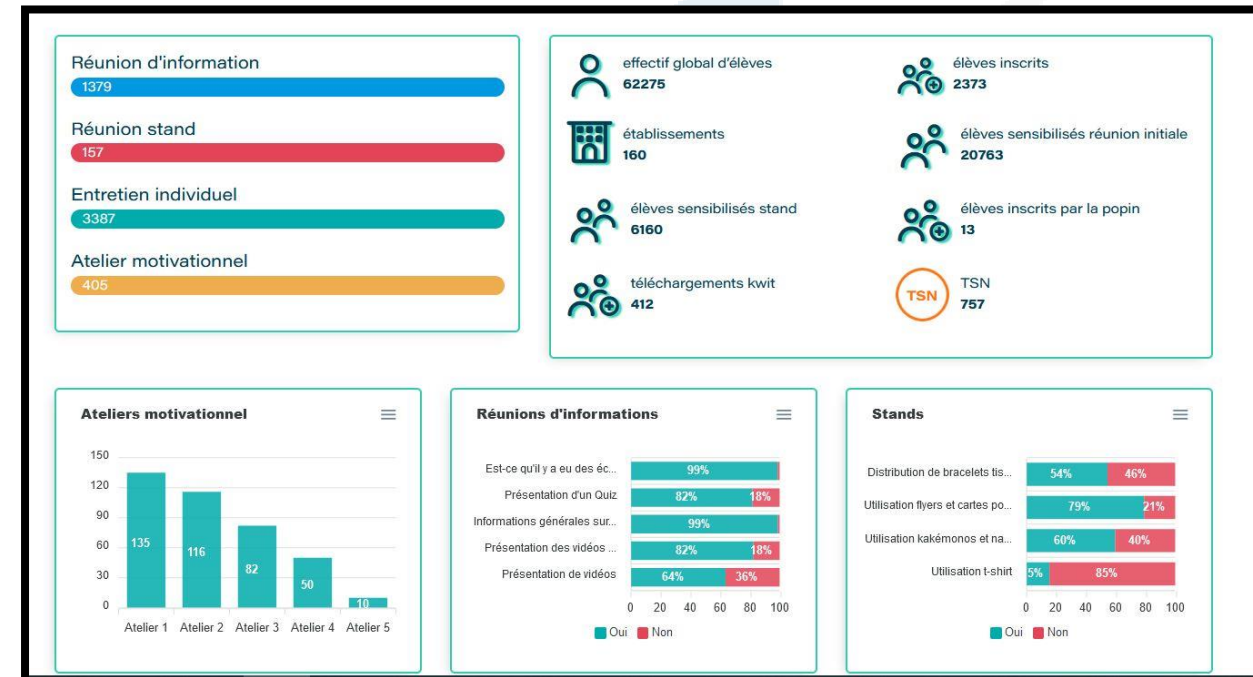 Réunion d'information
1379
Réunion stand
157
Entretien individuel
3387
Atelier motivationnel
405
effectif global d'élèves
62275
élèves inscrits
2373
établissements
160
élèves sensibilisés réunion initiale
20763
élèves sensibilisés stand
6160
élèves inscrits par la popin
13
téléchargements kwit
412
TSN
TSN
757
Ateliers motivationnel
150
120
90
60
30
0
135
116
82
50
10
Atelier 1 Atelier 2 Atelier 3 Atelier 4 Atelier 5
Réunions d'informations
Est-ce qu'il y a eu des éc... 99%
Présentation d'un Quiz 82% 18%
Informations générales sur... 99%
Présentation des vidéos ... 82% 18%
Présentation de vidéos 64% 36%
0 20 40 60 80 100
Oui Non
Stands
Distribution de bracelets tis... 54% 46%
Utilisation flyers et cartes po... 79% 21%
Utilisation kakémonos et na... 60% 40%
Utilisation t-shirt 5% 85%
0 20 40 60 80 100
Oui Non